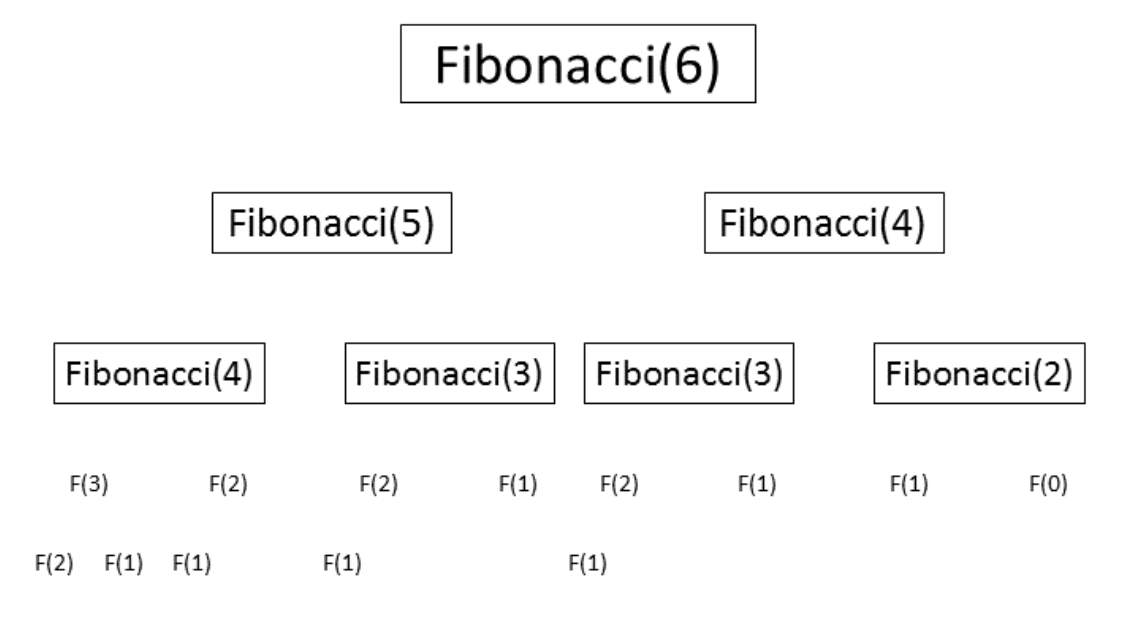 Fibonacci(6)
Fibonacci(5) Fibonacci(4)
Fibonacci(4) Fibonacci(3) Fibonacci(3) Fibonacci(2)
F(3) F(2) F(2) F(1) F(2) F(1) F(1) F(0)
F(2) F(1) F(1) F(1) F(1)